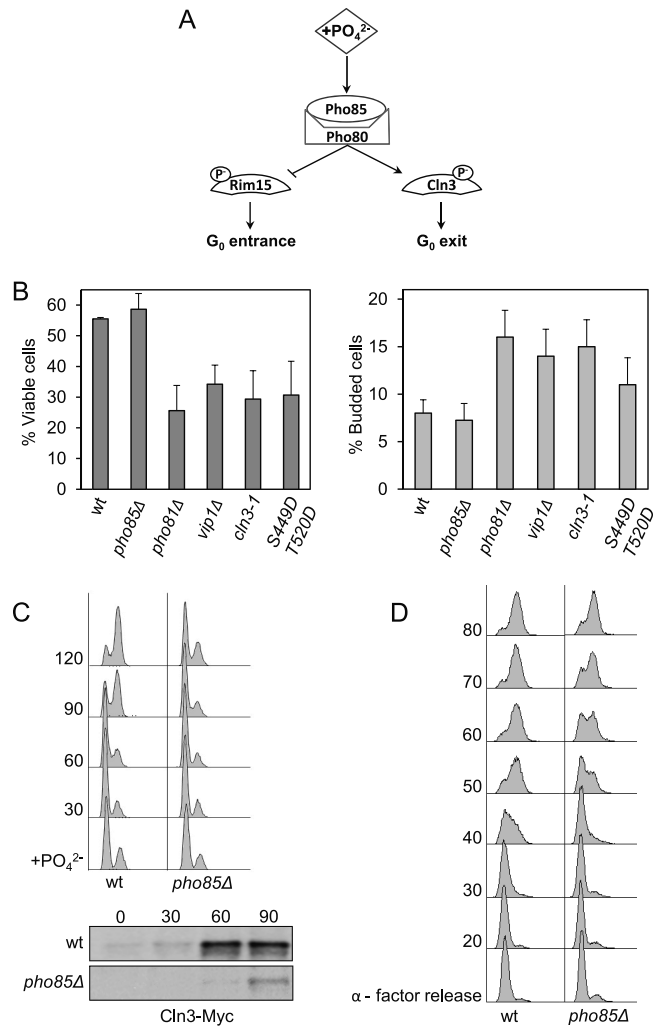 A
+PO₄²⁻
Pho85
Pho80
P⁻ P⁻
Rim15 Cln3
G₀ entrance G₀ exit
B
% Viable cells
60
50
40
30
20
10
0
wt pho85Δ pho81Δ vip1Δ cln3-1 S449D T520D
% Budded cells
20
15
10
5
0
wt pho85Δ pho81Δ vip1Δ cln3-1 S449D T520D
C
120
90
60
30
+PO₄²⁻
wt pho85Δ
0 30 60 90
wt
pho85Δ
Cln3-Myc
D
80
70
60
50
40
30
20
α - factor release
wt pho85Δ